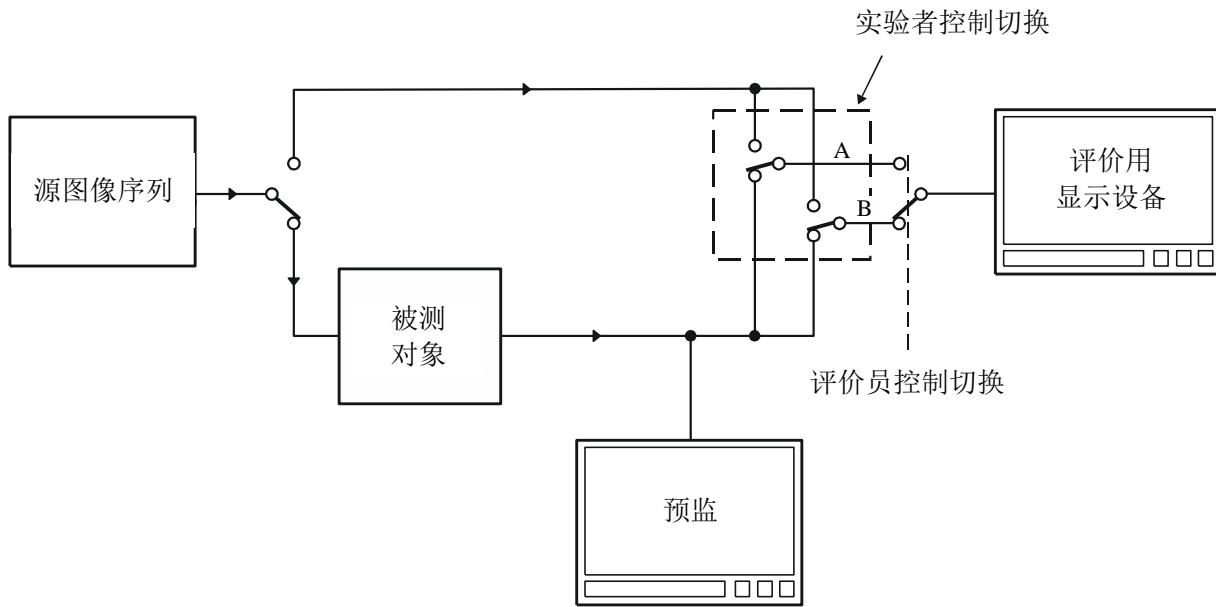 实验者控制切换
源图像序列
A
B
评价用
显示设备
被测
对象
评价员控制切换
预监